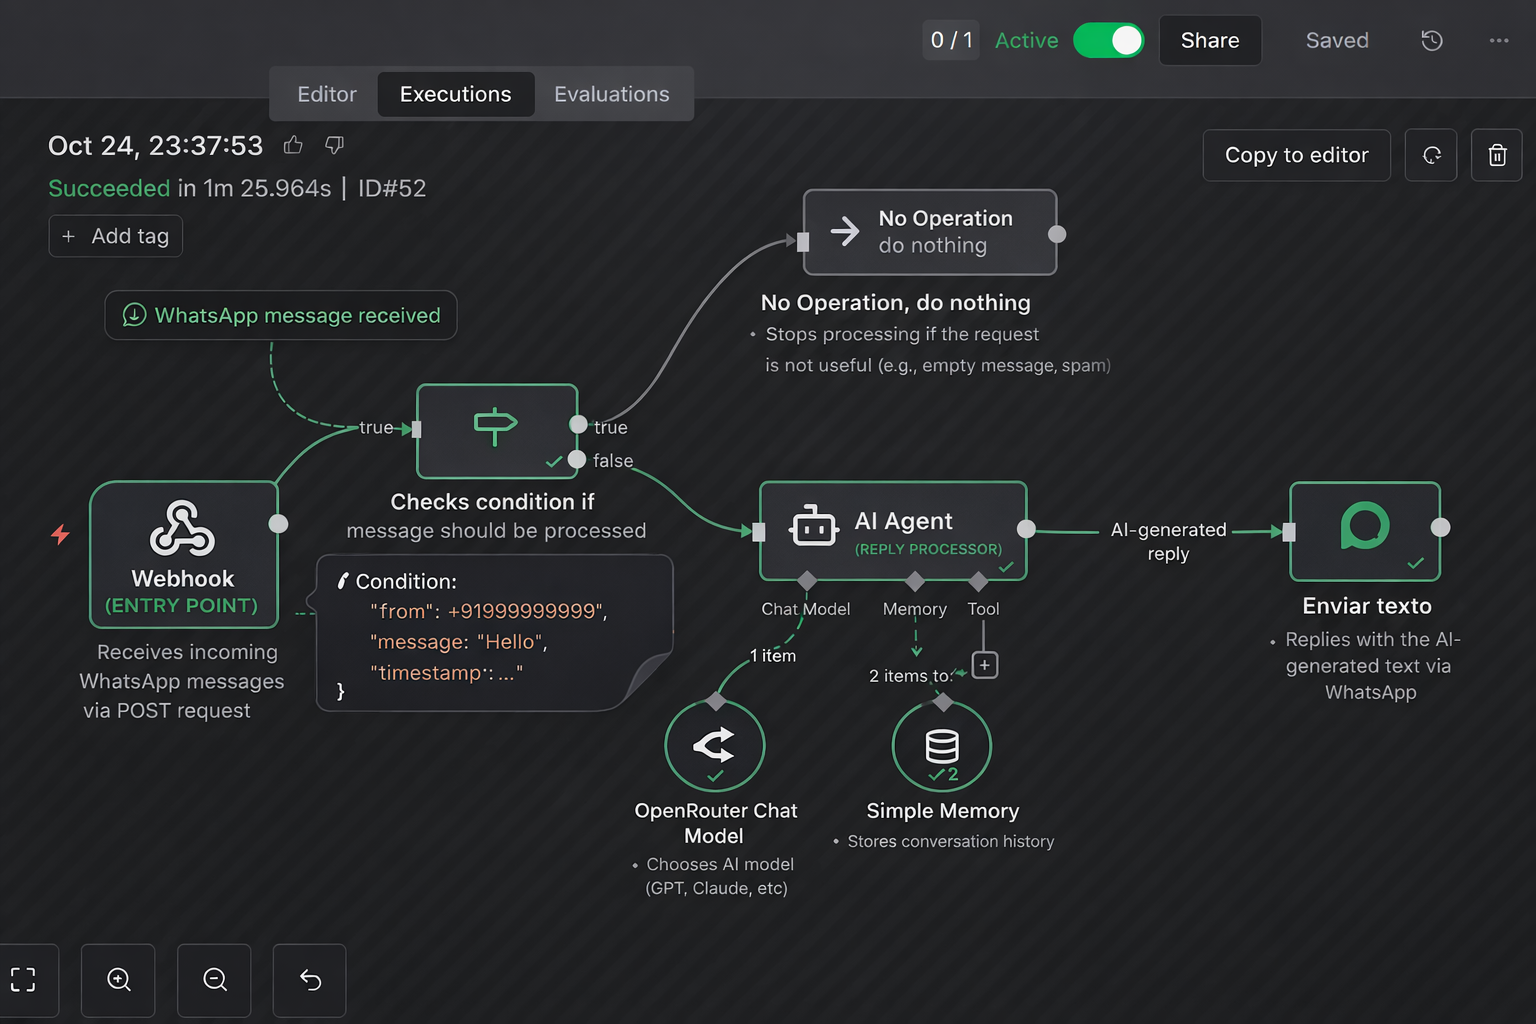 0 / 1 Active Share Saved
Editor Executions Evaluations
Oct 24, 23:37:53
Succeeded in 1m 25.964s | ID#52
+ Add tag
Copy to editor
WhatsApp message received
No Operation
do nothing
No Operation, do nothing
• Stops processing if the request
is not useful (e.g., empty message, spam)
true
true
false
Checks condition if
message should be processed
Webhook
(ENTRY POINT)
Receives incoming
WhatsApp messages
via POST request
Condition:
"from": +91999999999",
"message: "Hello",
"timestamp:: ..."
}
AI Agent
(REPLY PROCESSOR)
Chat Model Memory Tool
1 item
2 items to:
AI-generated
reply
Enviar texto
• Replies with the AI-
generated text via
WhatsApp
2
OpenRouter Chat
Model
• Chooses AI model
(GPT, Claude, etc)
Simple Memory
• Stores conversation history